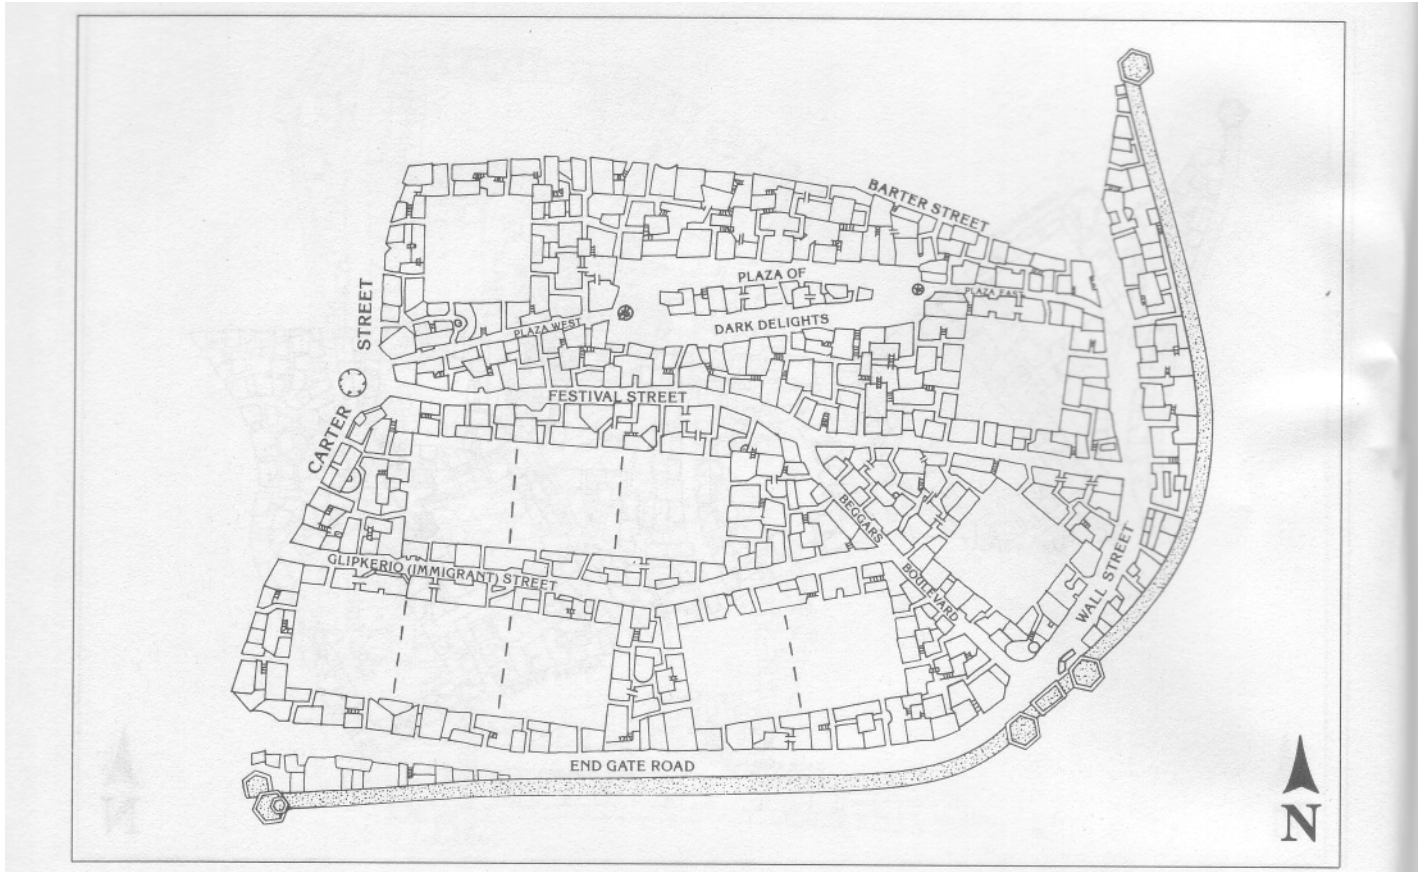 BARTER STREET
PLAZA OF
DARK DELIGHTS
PLAZA EAST
PLAZA WEST
STREET
CARTER
FESTIVAL STREET
BEGGARS
BOULEVARD
GLIPKERIO (IMMIGRANT) STREET
WALL STREET
END GATE ROAD
N